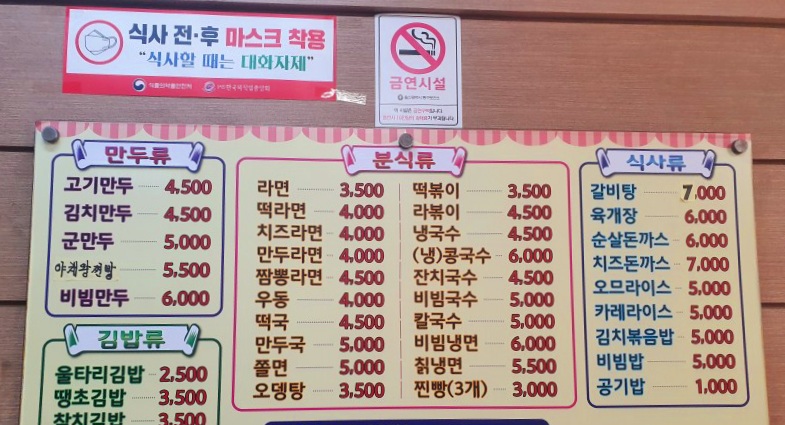 식사 전·후 마스크 착용
"식사할 때는 대화자제"
식품의약품안전처
금연시설
만두류
고기만두 4,500
김치만두 4,500
군만두 5,000
야채왕찐빵 5,500
비빔만두 6,000
김밥류
울타리김밥 2,500
땡초김밥 3,500
참치김밥 3,500
분식류
라면 3,500
떡라면 4,000
치즈라면 4,000
만두라면 4,000
짬뽕라면 4,500
우동 4,000
떡국 4,500
만두국 5,000
쫄면 5,000
오뎅탕 3,500
떡볶이 3,500
라볶이 4,500
냉국수 4,500
(냉)콩국수 6,000
잔치국수 4,500
비빔국수 5,000
칼국수 5,000
비빔냉면 6,000
칡냉면 5,500
찐빵(3개) 3,000
식사류
갈비탕 7,000
육개장 6,000
순살돈까스 6,000
치즈돈까스 7,000
오므라이스 5,000
카레라이스 5,000
김치볶음밥 5,000
비빔밥 5,000
공기밥 1,000